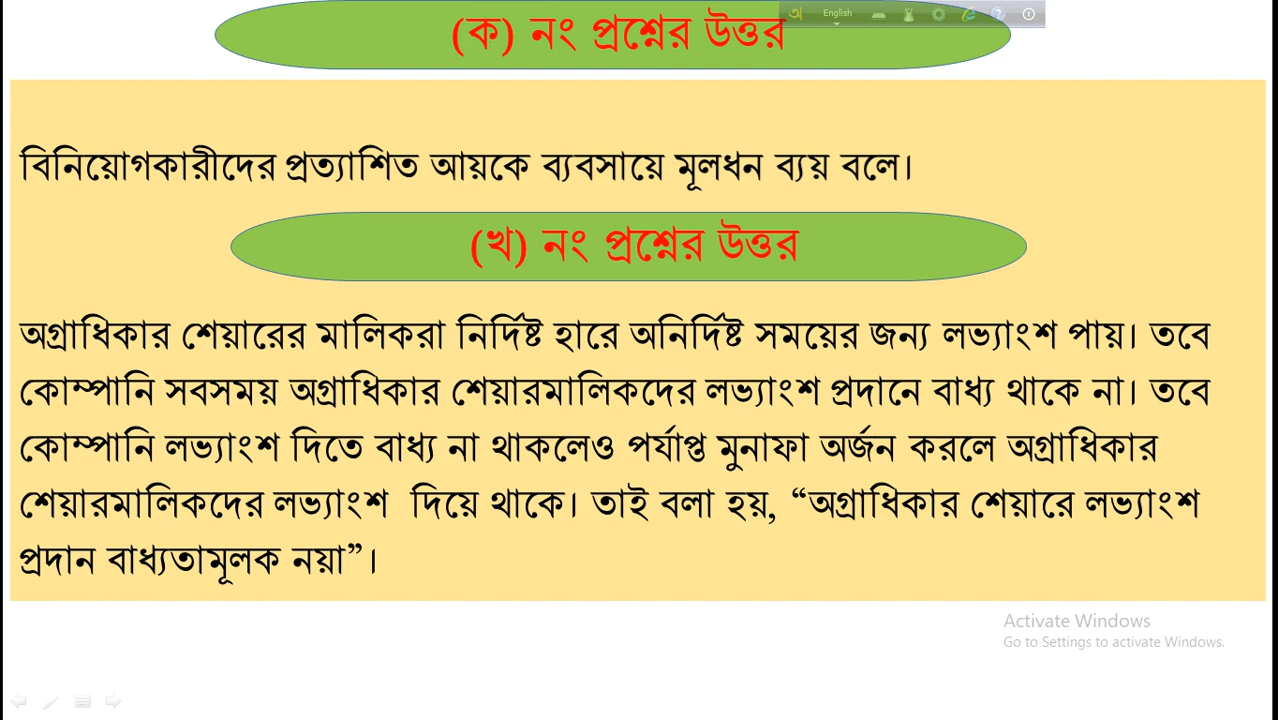 English
(ক) নং প্রশ্নের উত্তর
বিনিয়োগকারীদের প্রত্যাশিত আয়কে ব্যবসায়ে মূলধন ব্যয় বলে।
(খ) নং প্রশ্নের উত্তর
অগ্রাধিকার শেয়ারের মালিকরা নির্দিষ্ট হারে অনির্দিষ্ট সময়ের জন্য লভ্যাংশ পায়। তবে
কোম্পানি সবসময় অগ্রাধিকার শেয়ারমালিকদের লভ্যাংশ প্রদানে বাধ্য থাকে না। তবে
কোম্পানি লভ্যাংশ দিতে বাধ্য না থাকলেও পর্যাপ্ত মুনাফা অর্জন করলে অগ্রাধিকার
শেয়ারমালিকদের লভ্যাংশ দিয়ে থাকে। তাই বলা হয়, “অগ্রাধিকার শেয়ারে লভ্যাংশ
প্রদান বাধ্যতামূলক নয়া”।
Activate Windows
Go to Settings to activate Windows.